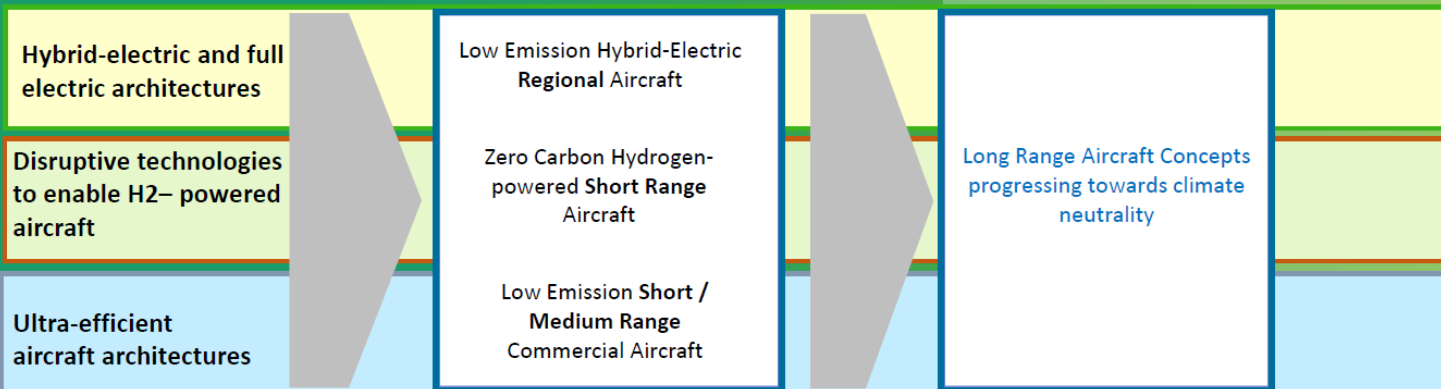 Hybrid-electric and full
electric architectures
Disruptive technologies
to enable H2– powered
aircraft
Ultra-efficient
aircraft architectures
Low Emission Hybrid-Electric
Regional Aircraft
Zero Carbon Hydrogen-
powered Short Range
Aircraft
Low Emission Short /
Medium Range
Commercial Aircraft
Long Range Aircraft Concepts
progressing towards climate
neutrality